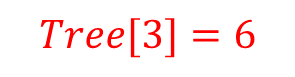 Tree[3] = 6